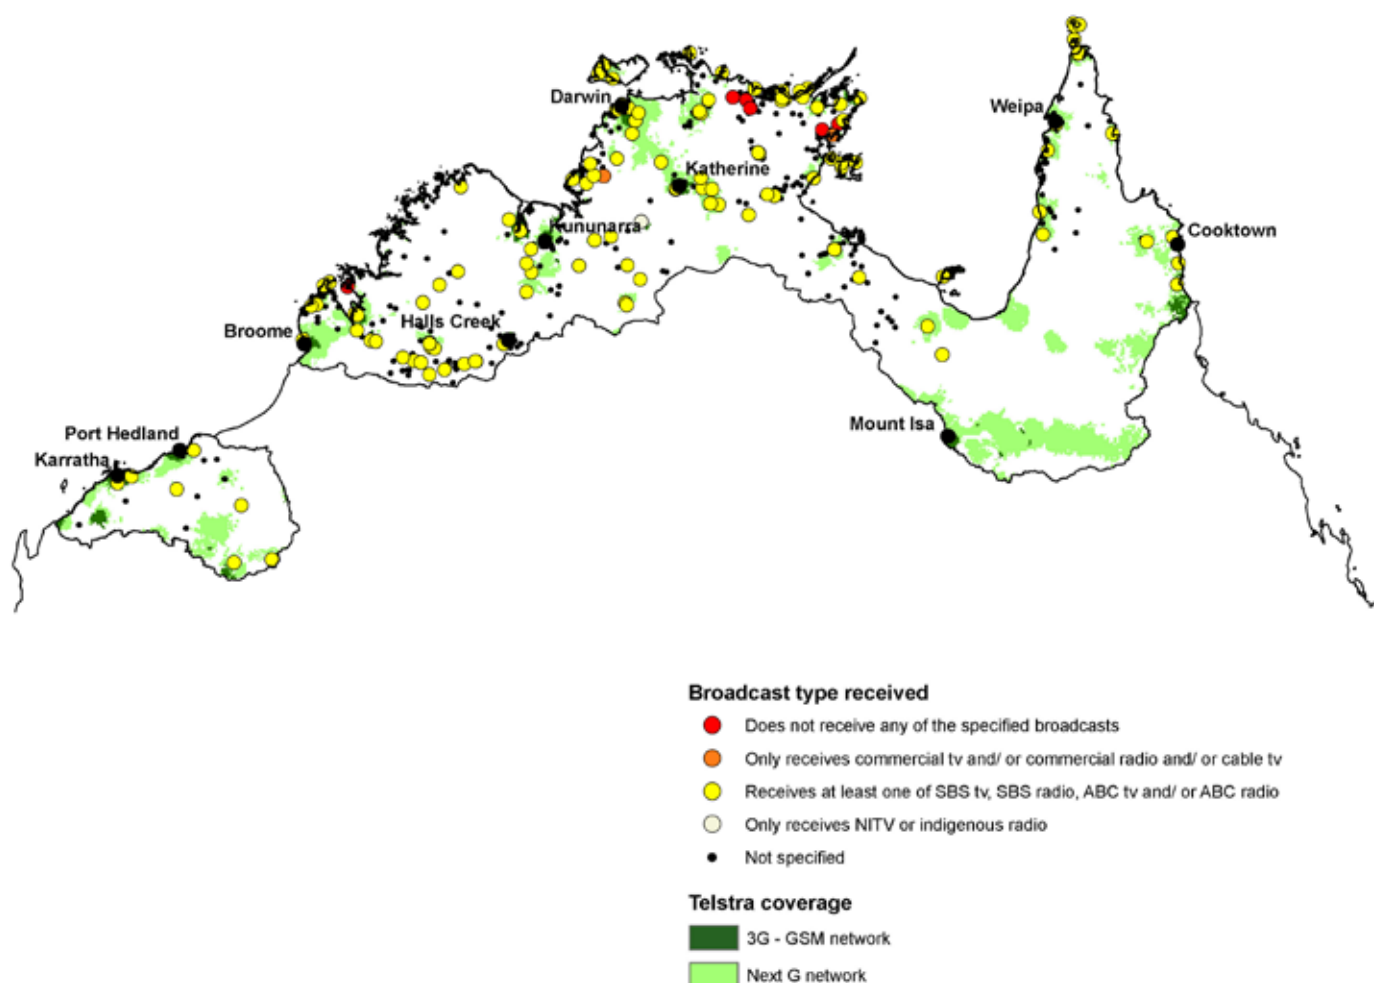 Darwin
Weipa
Katherine
Kununarra
Cooktown
Halls Creek
Broome
Mount Isa
Port Hedland
Karratha
Broadcast type received
Does not receive any of the specified broadcasts
Only receives commercial tv and/ or commercial radio and/ or cable tv
Receives at least one of SBS tv, SBS radio, ABC tv and/ or ABC radio
Only receives NITV or indigenous radio
Not specified
Telstra coverage
3G - GSM network
Next G network